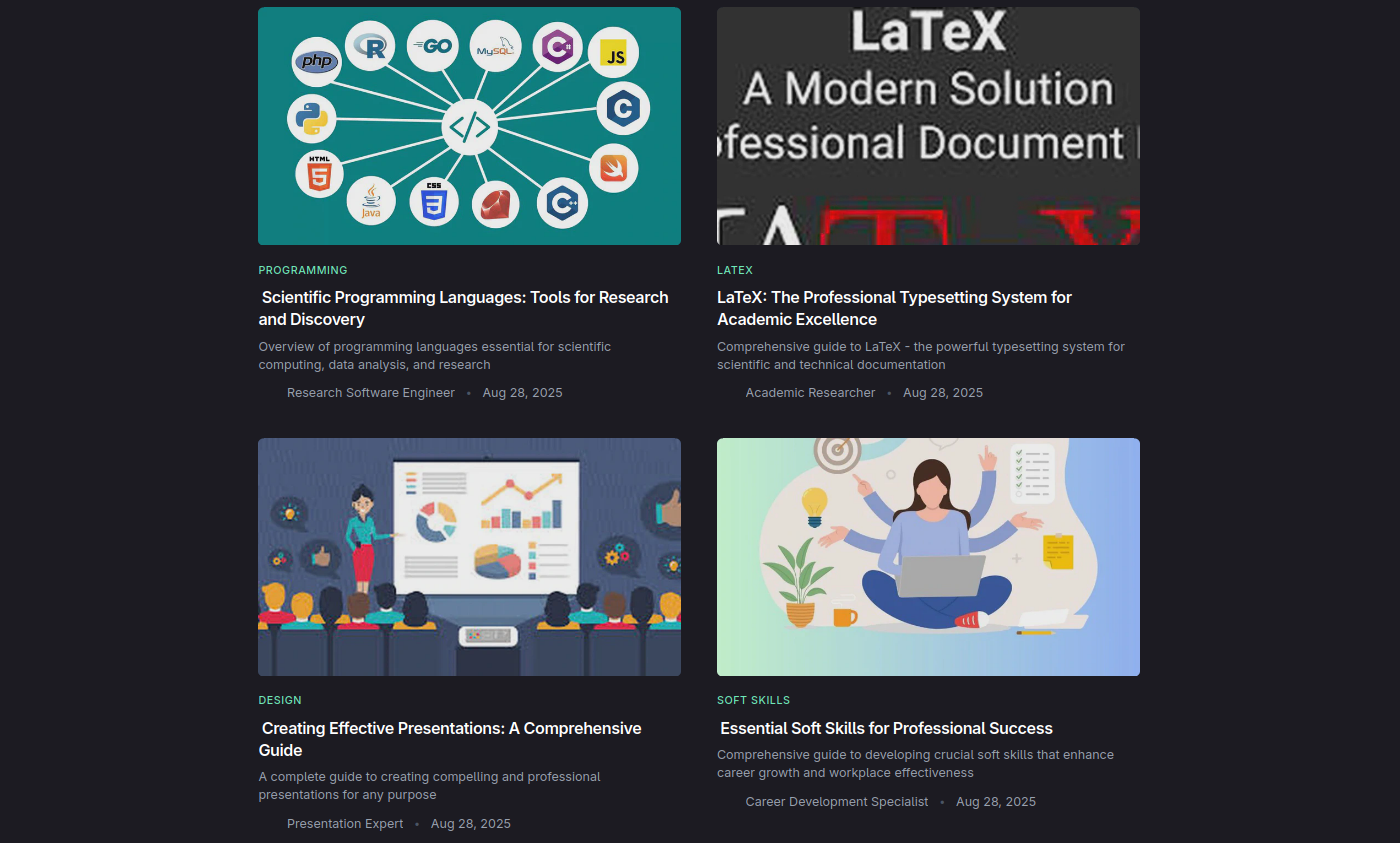 php
R
GO
MySQL
C#
JS
C
HTML
5
Java
CSS
3
C++
</>
LaTeX
A Modern Solution
ofessional Document
PROGRAMMING
Scientific Programming Languages: Tools for Research
and Discovery
Overview of programming languages essential for scientific
computing, data analysis, and research
Research Software Engineer • Aug 28, 2025
LATEX
LaTeX: The Professional Typesetting System for
Academic Excellence
Comprehensive guide to LaTeX - the powerful typesetting system for
scientific and technical documentation
Academic Researcher • Aug 28, 2025
DESIGN
Creating Effective Presentations: A Comprehensive
Guide
A complete guide to creating compelling and professional
presentations for any purpose
Presentation Expert • Aug 28, 2025
SOFT SKILLS
Essential Soft Skills for Professional Success
Comprehensive guide to developing crucial soft skills that enhance
career growth and workplace effectiveness
Career Development Specialist • Aug 28, 2025